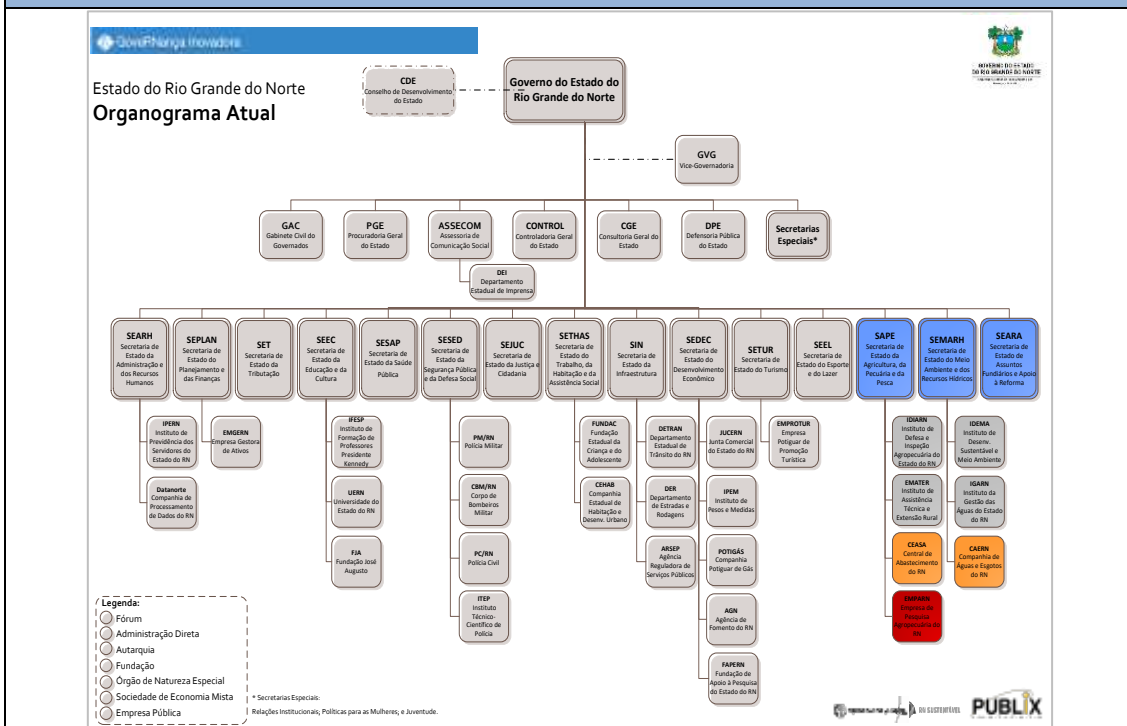 GoveRNança Inovadora
GOVERNO DO ESTADO
DO RIO GRANDE DO NORTE
Estado do Rio Grande do Norte
Organograma Atual
CDE
Conselho de Desenvolvimento
do Estado
Governo do Estado do
Rio Grande do Norte
GVG
Vice-Governadoria
GAC
Gabinete Civil do
Governados
PGE
Procuradoria Geral
do Estado
ASSECOM
Assessoria de
Comunicação Social
CONTROL
Controladoria Geral
do Estado
CGE
Consultoria Geral do
Estado
DPE
Defensoria Pública
do Estado
Secretarias
Especiais*
DEI
Departamento
Estadual de Imprensa
SEARH
Secretaria de
Estado da
Administração e
dos Recursos
Humanos
SEPLAN
Secretaria de
Estado do
Planejamento e
das Finanças
SET
Secretaria de
Estado da
Tributação
SEEC
Secretaria de
Estado da
Educação e da
Cultura
SESAP
Secretaria de
Estado da Saúde
Pública
SESED
Secretaria de
Estado da
Segurança Pública
e da Defesa Social
SEJUC
Secretaria de
Estado da Justiça e
Cidadania
SETHAS
Secretaria de
Estado do
Trabalho, da
Habitação e da
Assistência Social
SIN
Secretaria de
Estado da
Infraestrutura
SEDEC
Secretaria de
Estado do
Desenvolvimento
Econômico
SETUR
Secretaria de
Estado do Turismo
SEEL
Secretaria de
Estado do Esporte
e do Lazer
SAPE
Secretaria de
Estado da
Agricultura, da
Pecuária e da
Pesca
SEMARH
Secretaria de
Estado do Meio
Ambiente e dos
Recursos Hídricos
SEARA
Secretaria de
Estado de
Assuntos
Fundiários e Apoio
à Reforma
IPERN
Instituto de
Previdência dos
Servidores do
Estado do RN
Datanorte
Companhia de
Processamento
de Dados do RN
EMGERN
Empresa Gestora
de Ativos
IFESP
Instituto de
Formação de
Professores
Presidente
Kennedy
UERN
Universidade do
Estado do RN
FJA
Fundação José
Augusto
PM/RN
Polícia Militar
CBM/RN
Corpo de
Bombeiros
Militar
PC/RN
Polícia Civil
ITEP
Instituto
Técnico-
Científico de
Polícia
FUNDAC
Fundação
Estadual da
Criança e do
Adolescente
CEHAB
Companhia
Estadual de
Habitação e
Desenv. Urbano
DETRAN
Departamento
Estadual de
Trânsito do RN
DER
Departamento
de Estradas e
Rodagens
ARSEP
Agência
Reguladora de
Serviços Públicos
JUCERN
Junta Comercial
do Estado do RN
IPEM
Instituto de
Pesos e Medidas
POTIGÁS
Companhia
Potiguar de Gás
AGN
Agência de
Fomento do RN
FAPERN
Fundação de
Apoio à Pesquisa
do Estado do RN
EMPROTUR
Empresa
Potiguar de
Promoção
Turística
IDIARN
Instituto de
Defesa e
Inspeção
Agropecuária do
Estado do RN
EMATER
Instituto de
Assistência
Técnica e
Extensão Rural
CEASA
Central de
Abastecimento
do RN
EMPARN
Empresa de
Pesquisa
Agropecuária do
RN
IDEMA
Instituto de
Desenv.
Sustentável e
Meio Ambiente
IGARN
Instituto da
Gestão das
Águas do Estado
do RN
CAERN
Companhia de
Águas e Esgotos
do RN
Legenda:
Fórum
Administração Direta
Autarquia
Fundação
Órgão de Natureza Especial
Sociedade de Economia Mista
Empresa Pública
* Secretarias Especiais:
Relações Institucionais; Políticas para as Mulheres; e Juventude.
RN SUSTENTÁVEL
PUBLIX